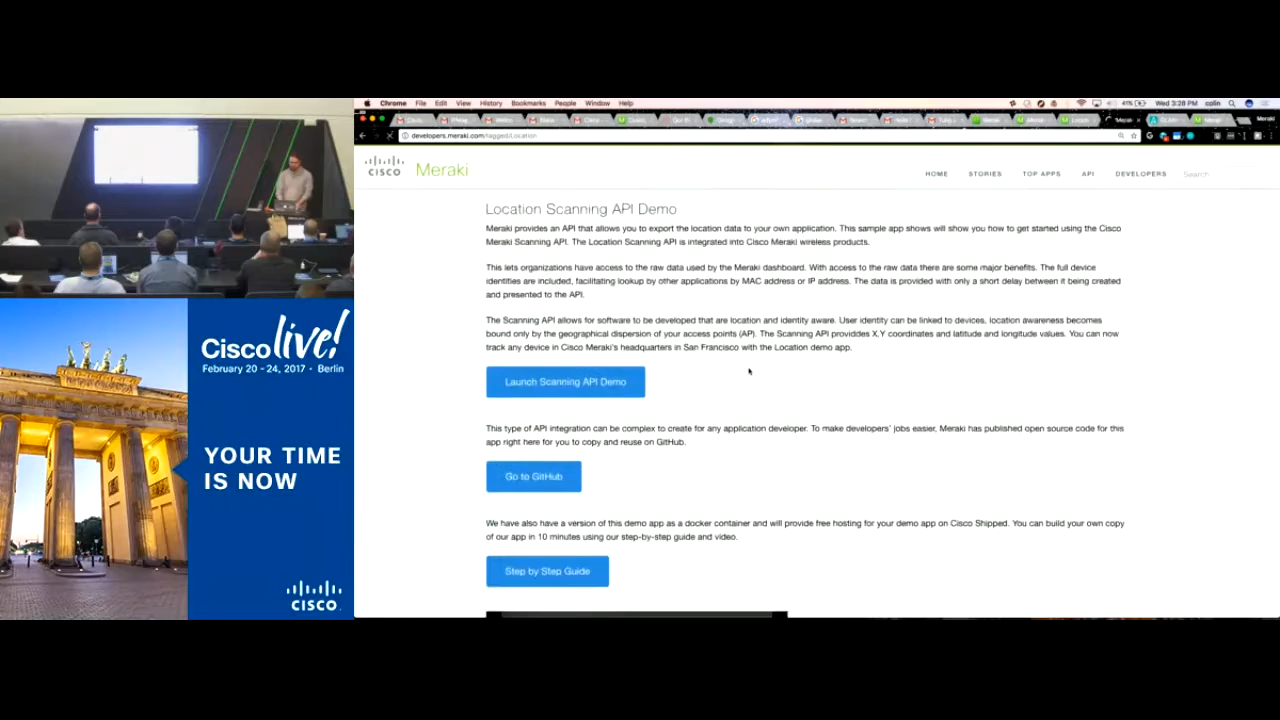 Chrome File Edit View History Bookmarks People Window Help
41% Wed 3:28 PM colin
developers.meraki.com/tagged/Location
CISCO Meraki
HOME STORIES TOP APPS API DEVELOPERS Search
Location Scanning API Demo
Meraki provides an API that allows you to export the location data to your own application. This sample app shows will show you how to get started using the Cisco
Meraki Scanning API. The Location Scanning API is integrated into Cisco Meraki wireless products.
This lets organizations have access to the raw data used by the Meraki dashboard. With access to the raw data there are some major benefits. The full device
identities are included, facilitating lookup by other applications by MAC address or IP address. The data is provided with only a short delay between it being created
and presented to the API.
The Scanning API allows for software to be developed that are location and identity aware. User identity can be linked to devices, location awareness becomes
bound only by the geographical dispersion of your access points (AP). The Scanning API providdes X,Y coordinates and latitude and longitude values. You can now
track any device in Cisco Meraki's headquarters in San Francisco with the Location demo app.
Launch Scanning API Demo
This type of API integration can be complex to create for any application developer. To make developers' jobs easier, Meraki has published open source code for this
app right here for you to copy and reuse on GitHub.
Go to GitHub
We have also have a version of this demo app as a docker container and will provide free hosting for your demo app on Cisco Shipped. You can build your own copy
of our app in 10 minutes using our step-by-step guide and video.
Step by Step Guide
Cisco live!
February 20 - 24, 2017 • Berlin
YOUR TIME
IS NOW
CISCO